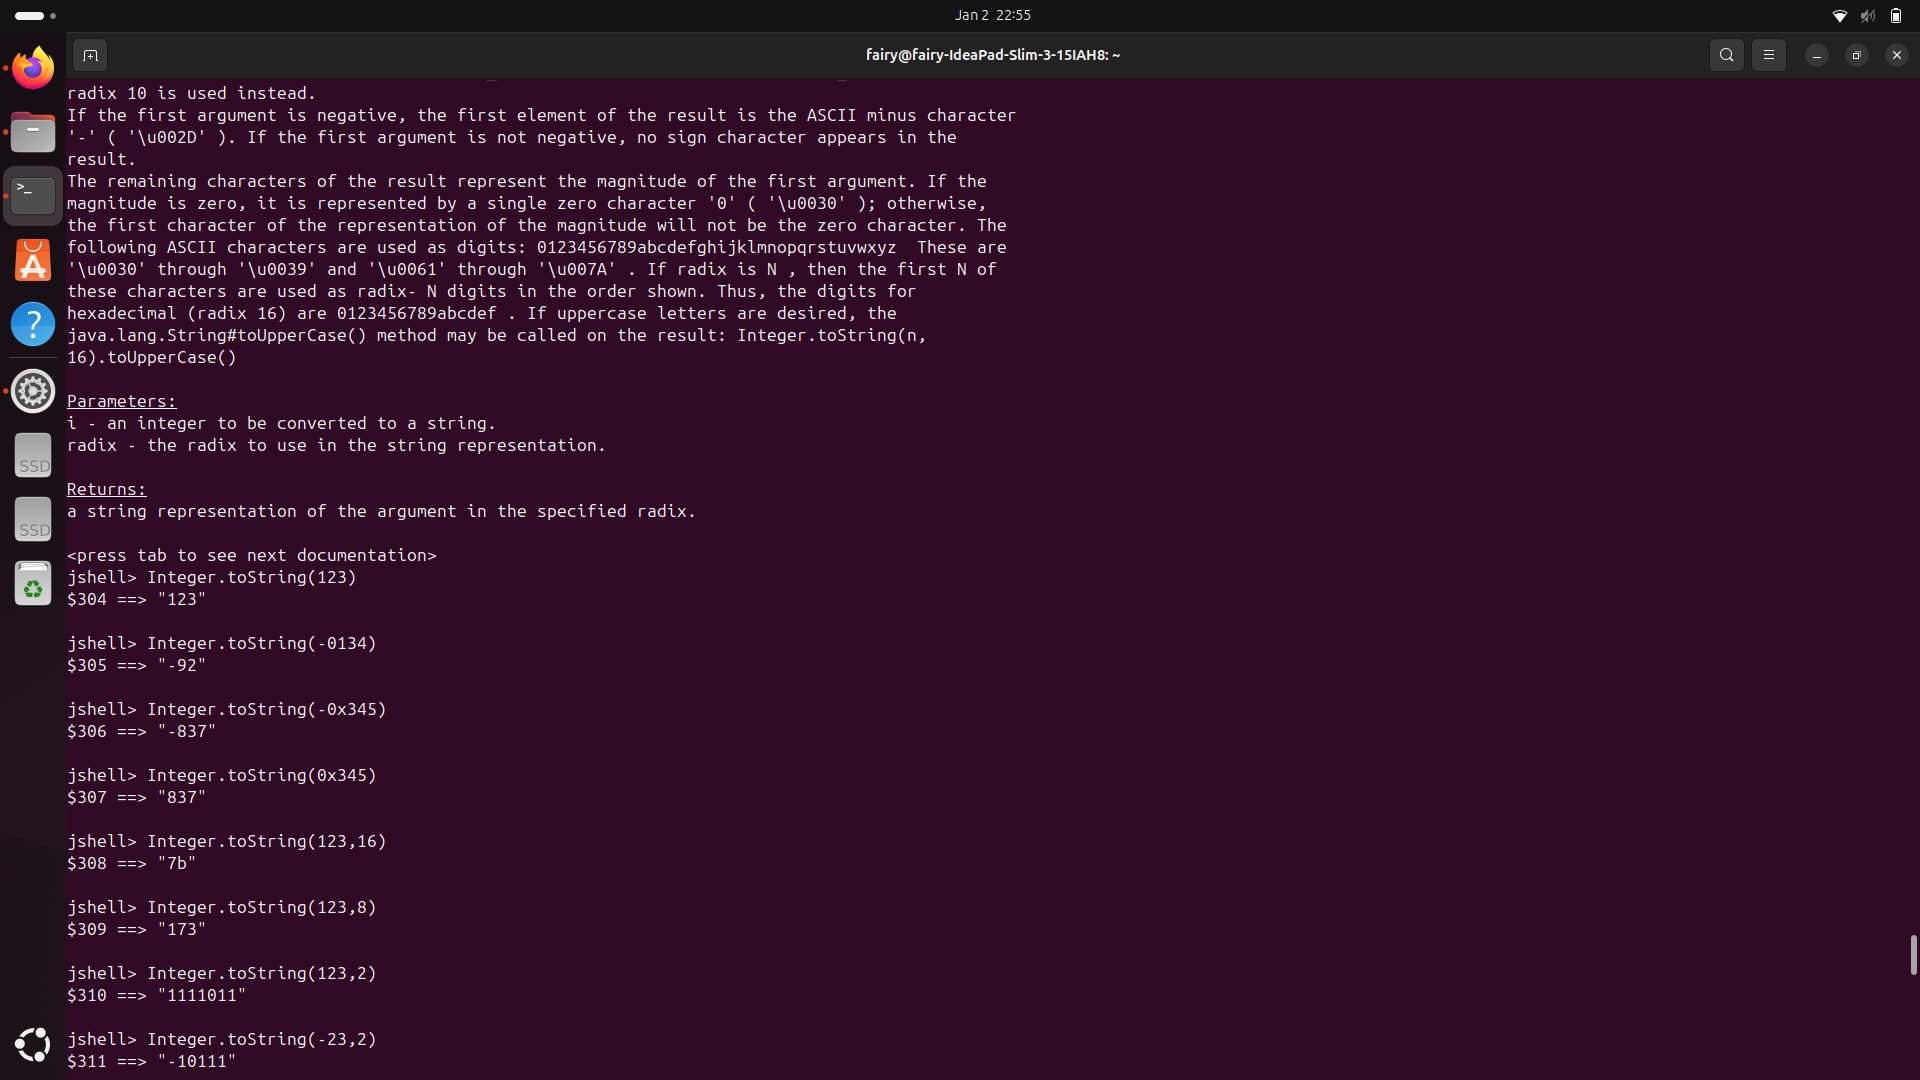 Jan 2 22:55
fairy@fairy-IdeaPad-Slim-3-15IAH8: ~
radix 10 is used instead.
If the first argument is negative, the first element of the result is the ASCII minus character
'-' ( '\u002D' ). If the first argument is not negative, no sign character appears in the
result.
The remaining characters of the result represent the magnitude of the first argument. If the
magnitude is zero, it is represented by a single zero character '0' ( '\u0030' ); otherwise,
the first character of the representation of the magnitude will not be the zero character. The
following ASCII characters are used as digits: 0123456789abcdefghijklmnopqrstuvwxyz  These are
'\u0030' through '\u0039' and '\u0061' through '\u007A' . If radix is N , then the first N of
these characters are used as radix- N digits in the order shown. Thus, the digits for
hexadecimal (radix 16) are 0123456789abcdef . If uppercase letters are desired, the
java.lang.String#toUpperCase() method may be called on the result: Integer.toString(n,
16).toUpperCase()
Parameters:
i - an integer to be converted to a string.
radix - the radix to use in the string representation.
Returns:
a string representation of the argument in the specified radix.
<press tab to see next documentation>
jshell> Integer.toString(123)
$304 ==> "123"
jshell> Integer.toString(-0134)
$305 ==> "-92"
jshell> Integer.toString(-0x345)
$306 ==> "-837"
jshell> Integer.toString(0x345)
$307 ==> "837"
jshell> Integer.toString(123,16)
$308 ==> "7b"
jshell> Integer.toString(123,8)
$309 ==> "173"
jshell> Integer.toString(123,2)
$310 ==> "1111011"
jshell> Integer.toString(-23,2)
$311 ==> "-10111"
SSD
SSD